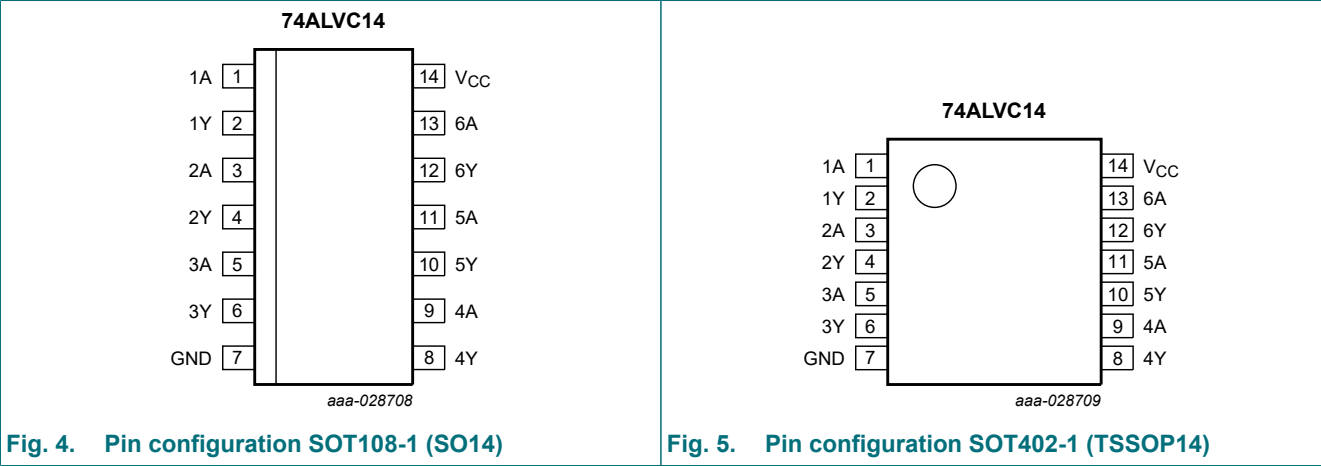 74ALVC14
1A 1 14 VCC
1Y 2 13 6A
2A 3 12 6Y
2Y 4 11 5A
3A 5 10 5Y
3Y 6 9 4A
GND 7 8 4Y
aaa-028708
Fig. 4. Pin configuration SOT108-1 (SO14)
74ALVC14
1A 1 14 VCC
1Y 2 13 6A
2A 3 12 6Y
2Y 4 11 5A
3A 5 10 5Y
3Y 6 9 4A
GND 7 8 4Y
aaa-028709
Fig. 5. Pin configuration SOT402-1 (TSSOP14)